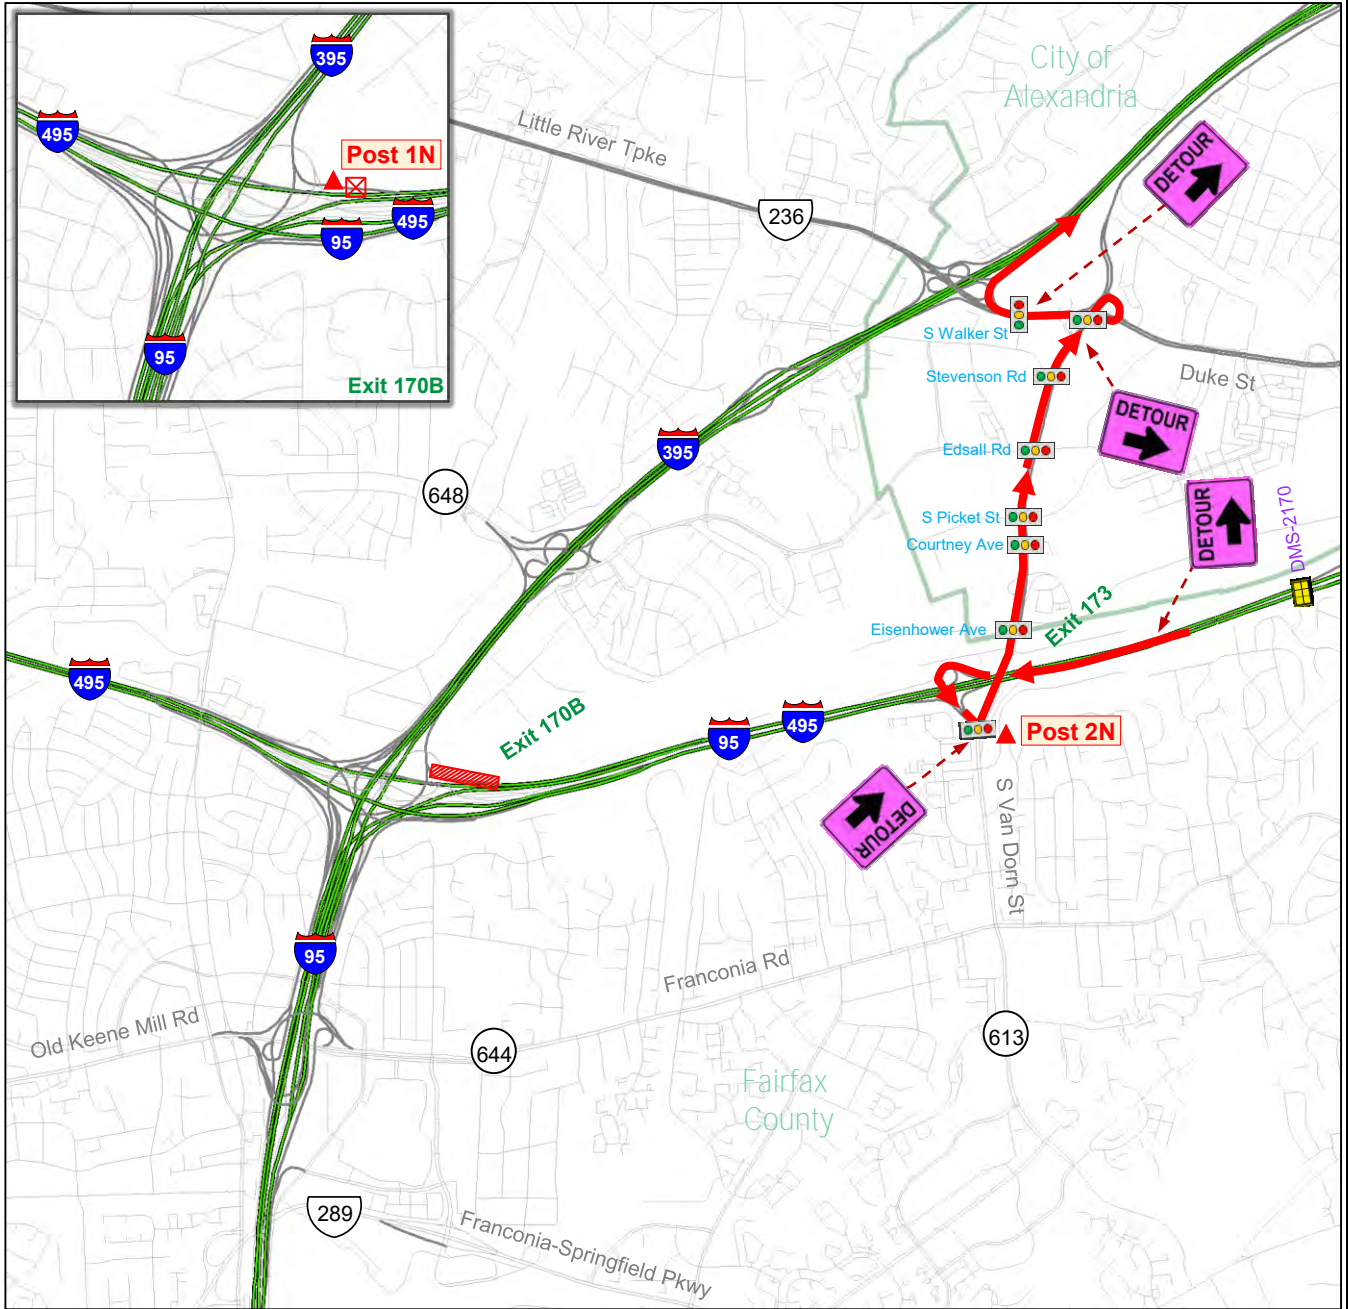 395
495
Post 1N
495
95
95
Exit 170B
City of
Alexandria
Little River Tpke
236
DETOUR
S Walker St
Stevenson Rd
Duke St
DETOUR
395
Edsall Rd
648
S Picket St
DETOUR
DMS-2170
Courtney Ave
Exit 173
Eisenhower Ave
495
Exit 170B
95
495
Post 2N
DETOUR
S Van Dorn St
95
Franconia Rd
Old Keene Mill Rd
644
613
Fairfax
County
289
Franconia-Springfield Pkwy